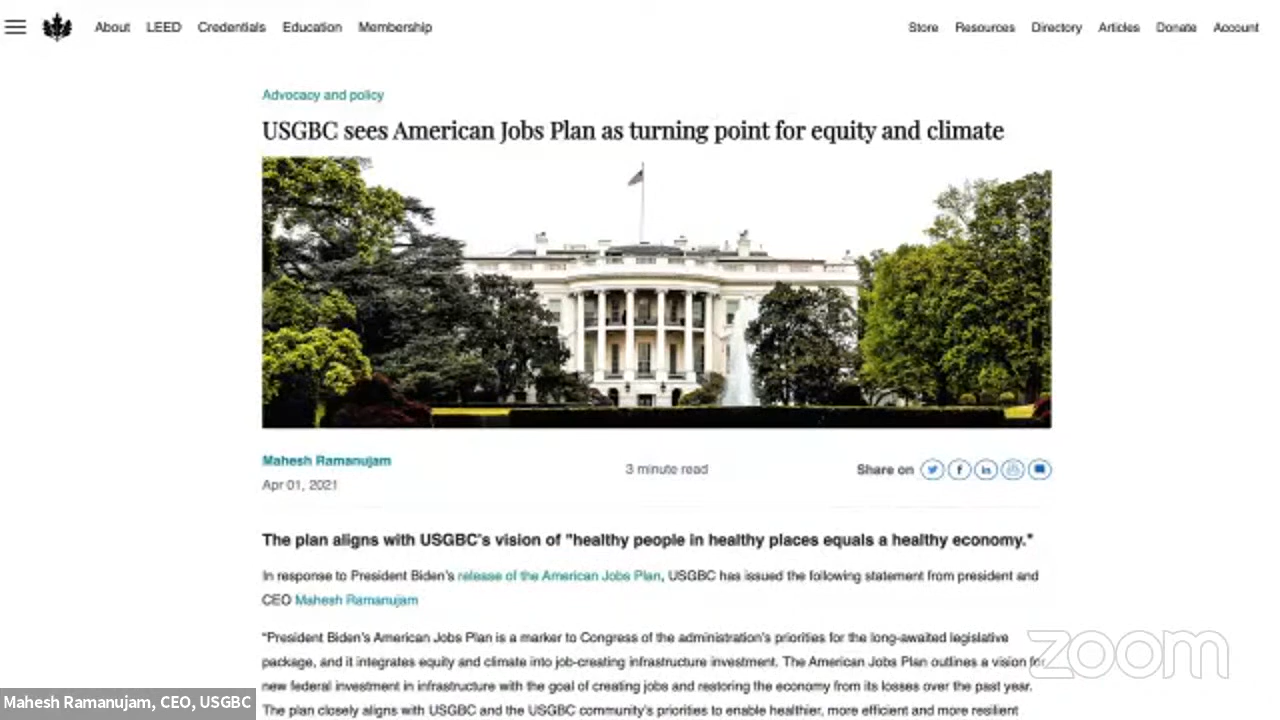 About LEED Credentials Education Membership Store Resources Directory Articles Donate Account
Advocacy and policy
USGBC sees American Jobs Plan as turning point for equity and climate
Mahesh Ramanujam
3 minute read
Share on
Apr 01, 2021
The plan aligns with USGBC's vision of "healthy people in healthy places equals a healthy economy."
In response to President Biden's release of the American Jobs Plan, USGBC has issued the following statement from president and
CEO Mahesh Ramanujam
"President Biden's American Jobs Plan is a marker to Congress of the administration's priorities for the long-awaited legislative
package, and it integrates equity and climate into job-creating infrastructure investment. The American Jobs Plan outlines a vision for
new federal investment in infrastructure with the goal of creating jobs and restoring the economy from its losses over the past year.
The plan closely aligns with USGBC and the USGBC community's priorities to enable healthier, more efficient and more resilient
zoom
Mahesh Ramanujam, CEO, USGBC